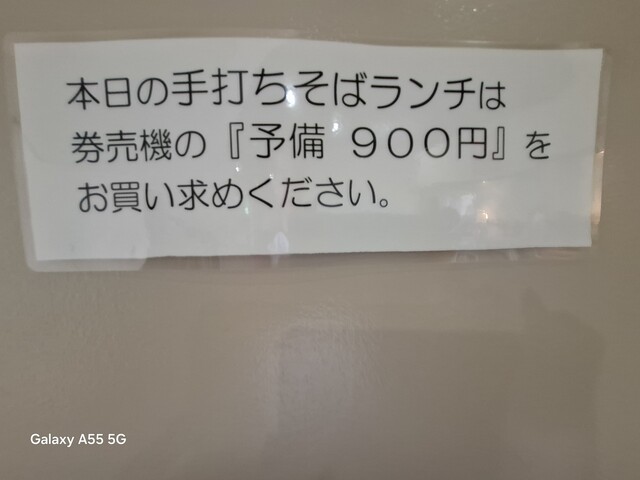 本日の手打ちそばランチは
券売機の『予備 ９００円』を
お買い求めください。
Galaxy A55 5G